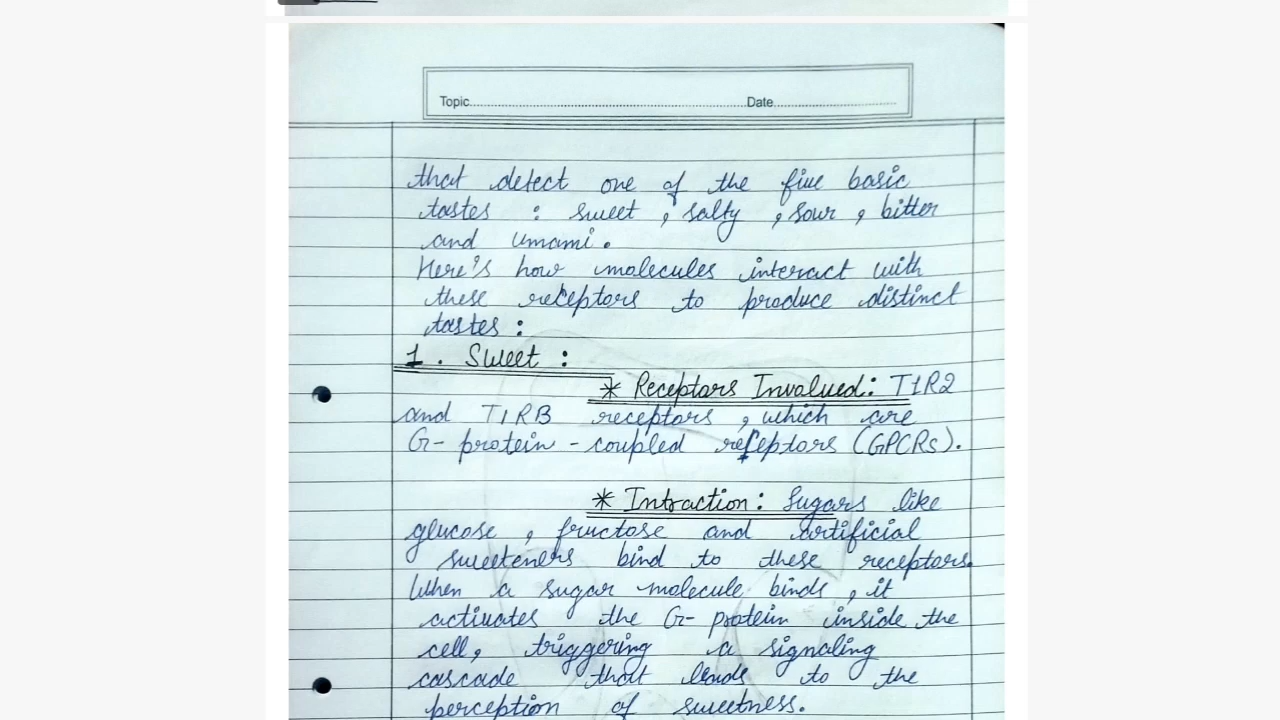 Topic Date
that detect one of the five basic
tastes : sweet , salty , sour , bitter
and umami .
Here's how molecules interact with
these receptors to produce distinct
tastes :
1 . Sweet :
* Receptors Involved : T1R2
and T1RB receptors , which are
G- protein - coupled receptors (GPCRs) .
* Intraction : Sugars like
glucose , fructose and artificial
sweeteners bind to these receptors.
When a sugar molecule binds , it
activates the G- protein inside the
cell, triggering a signaling
cascade that leads to the
perception of sweetness.